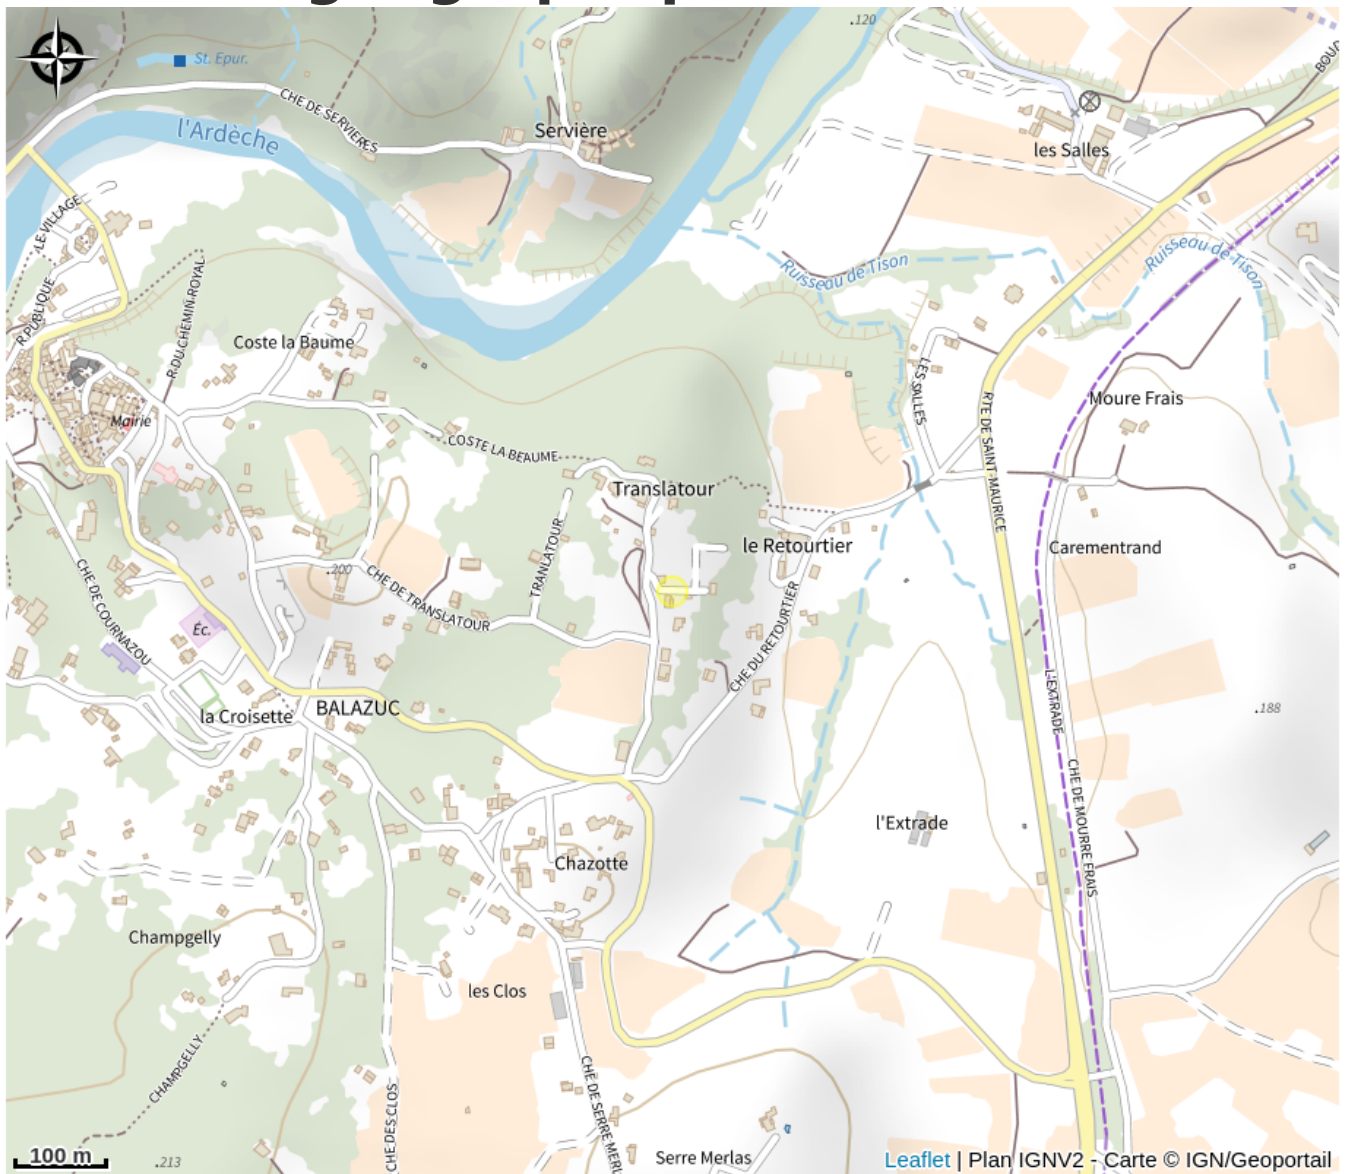 .120
St. Epur.
BOUC
CHE DE SERVIERES
l'Ardèche
Servière
les Salles
LE VILLAGE
Ruisseau de Tison
Ruisseau de Tison
R.PUBLIQUE
R.DU CHEMIN ROYAL
Coste la Baume
LES SALLES
RTE DE SAINT-MAURICE
Moure Frais
Mairie
COSTE LA BEAUME
Translatour
le Retourtier
Carementrand
TRANLATOUR
.200
CHE DE TRANSLATOUR
CHE DE COURNAZOU
Éc.
CHE DU RETOURTIER
L'EXTRADE
la Croisette
BALAZUC
.188
CHE DE MOURRE FRAIS
l'Extrade
Chazotte
Champgelly
les Clos
CHAMPGELLY
CHE DES CLOS
CHE DE SERRE MERL
Serre Merlas
100 m
.213
Leaflet | Plan IGNV2 - Carte © IGN/Geoportail